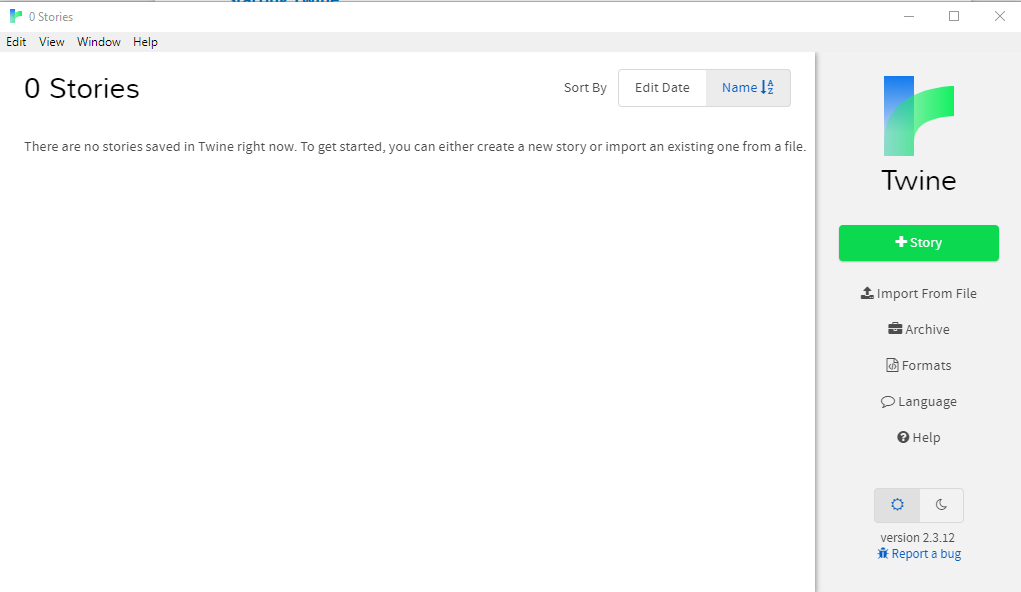 0 Stories
Edit View Window Help
0 Stories
Sort By Edit Date Name
There are no stories saved in Twine right now. To get started, you can either create a new story or import an existing one from a file.
Twine
Story
Import From File
Archive
Formats
Language
Help
version 2.3.12
Report a bug